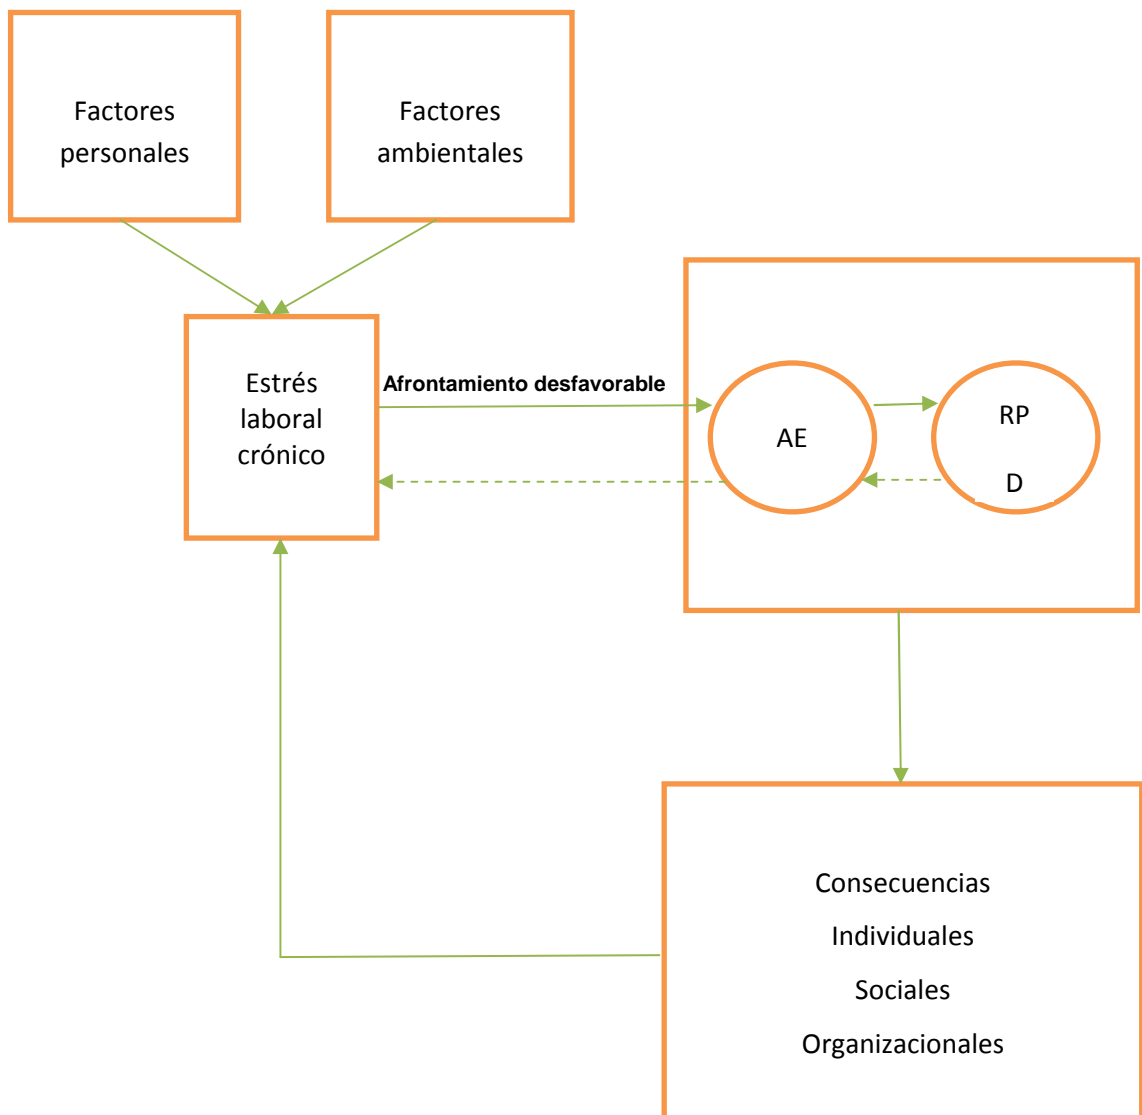 Factores
personales
Factores
ambientales
Estrés
laboral
crónico
Afrontamiento desfavorable
AE
RP
D
Consecuencias
Individuales
Sociales
Organizacionales